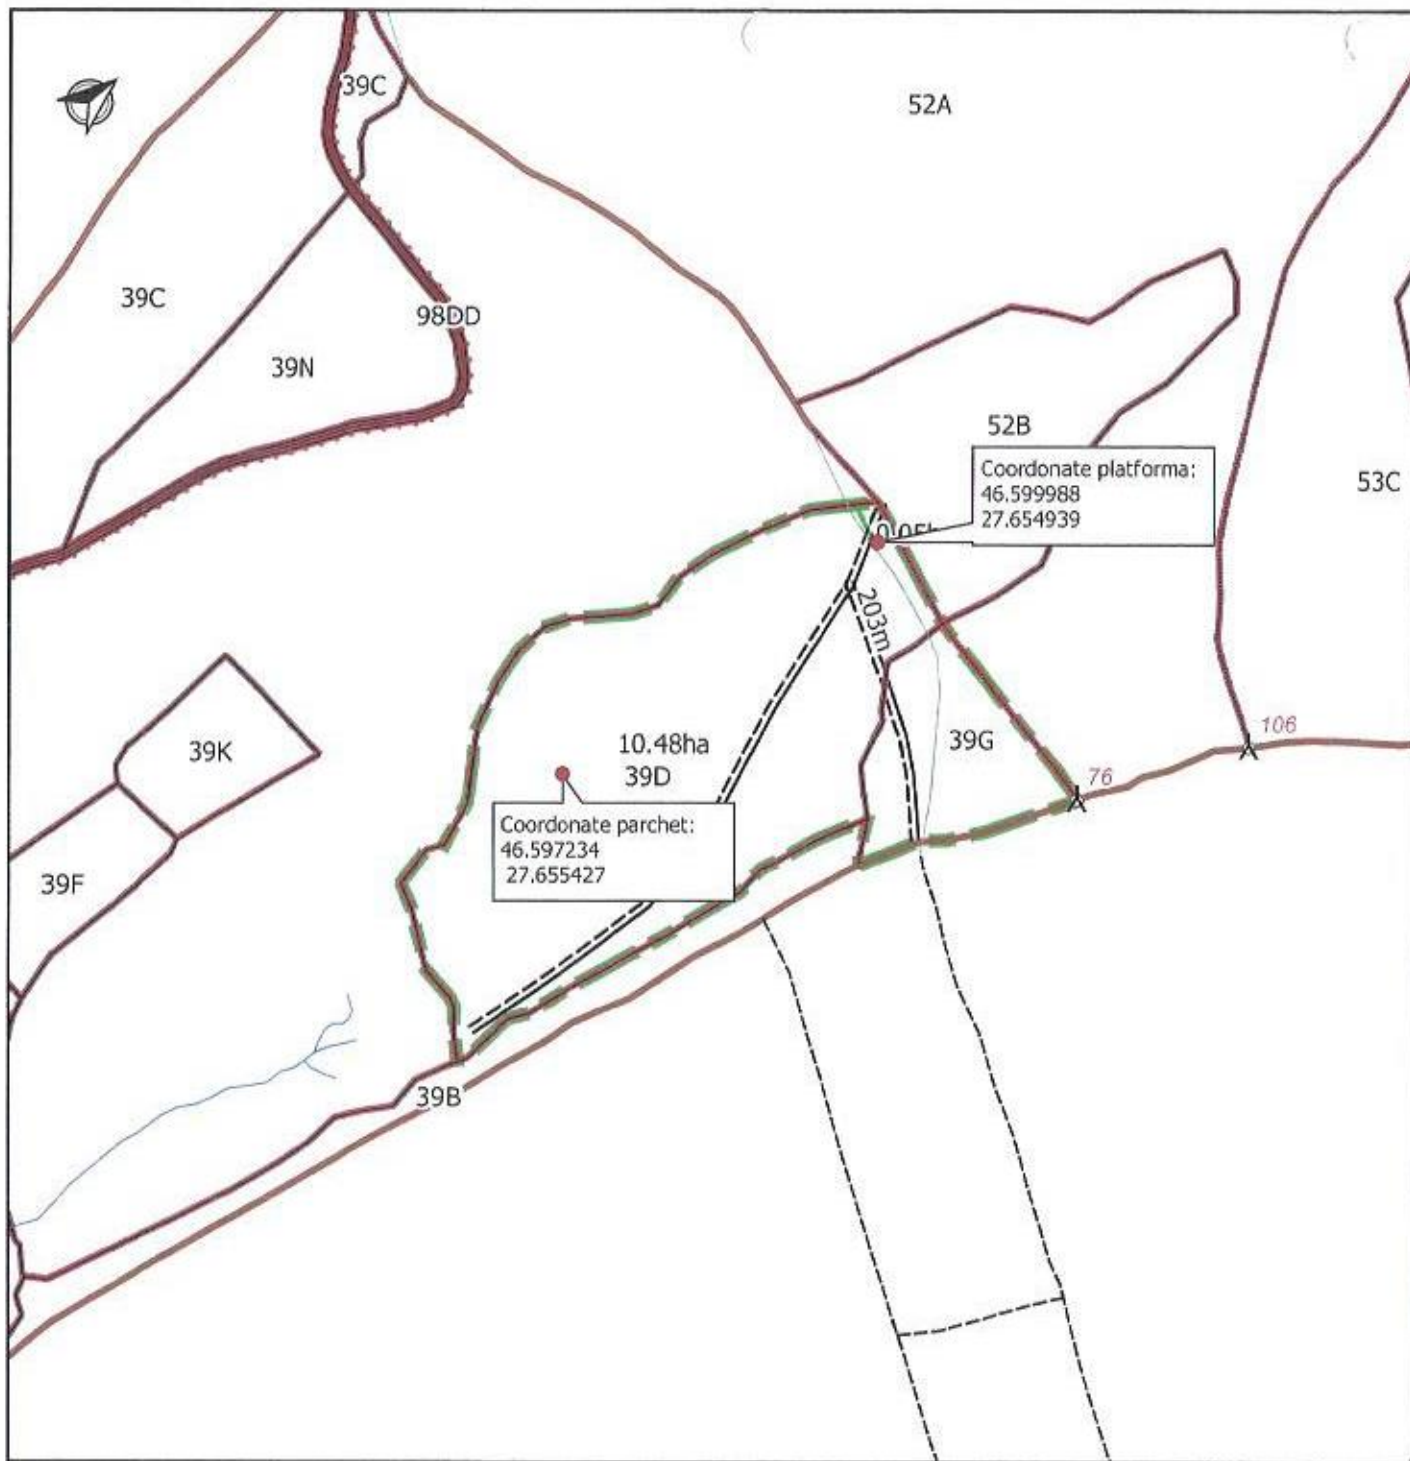 39C
52A
39C
98DD
39N
52B
Coordonate platforma:
46.599988
27.654939
53C
203m
10.48ha
39D
39G
106
76
39K
Coordonate parchet:
46.597234
27.655427
39F
39B